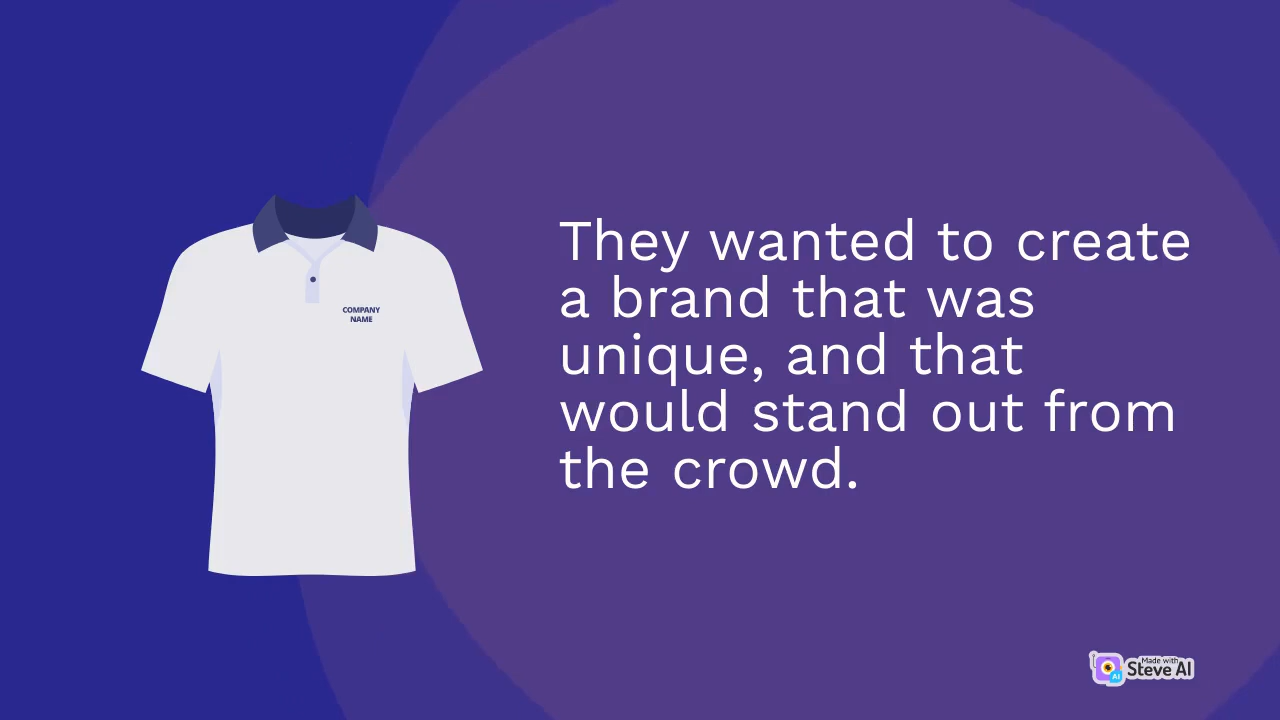 COMPANY
NAME
They wanted to create
a brand that was
unique, and that
would stand out from
the crowd.
Made with
Steve AI
AI